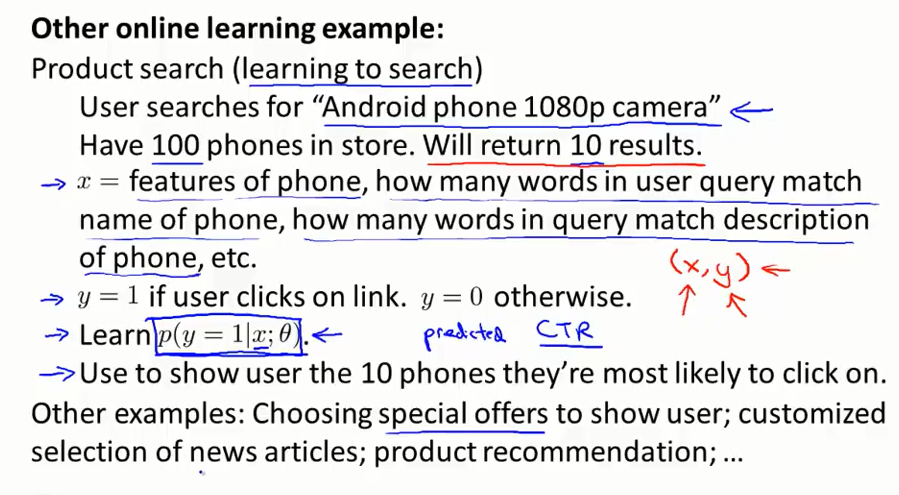 Other online learning example:
Product search (learning to search)
User searches for “Android phone 1080p camera” ←
Have 100 phones in store. Will return 10 results.
→ x = features of phone, how many words in user query match
name of phone, how many words in query match description
of phone, etc.
(x, y) ←
→ y = 1 if user clicks on link. y = 0 otherwise.
→ Learn p(y = 1|x; θ). ← predicted CTR
→ Use to show user the 10 phones they’re most likely to click on.
Other examples: Choosing special offers to show user; customized
selection of news articles; product recommendation; ...